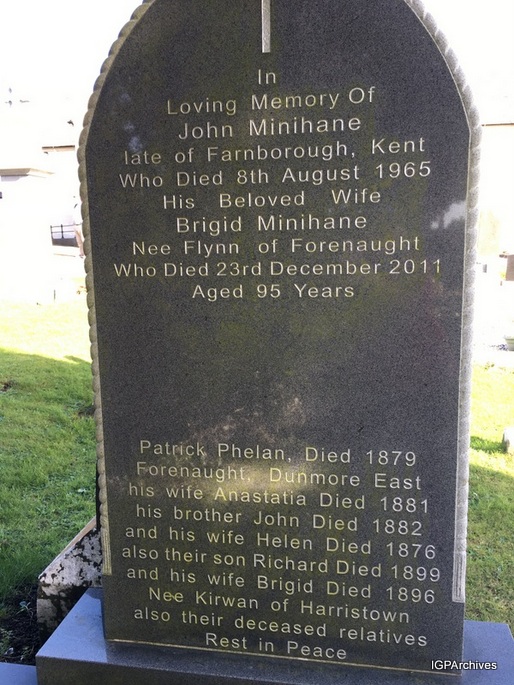 In
Loving Memory Of
John Minihane
late of Farnborough, Kent
Who Died 8th August 1965
His Beloved Wife
Brigid Minihane
Nee Flynn of Forenaught
Who Died 23rd December 2011
Aged 95 Years
Patrick Phelan, Died 1879
Forenaught, Dunmore East
his wife Anastatia Died 1881
his brother John Died 1882
and his wife Helen Died 1876
also their son Richard Died 1899
and his wife Brigid Died 1896
Nee Kirwan of Harristown
also their deceased relatives
Rest in Peace
IGPArchives